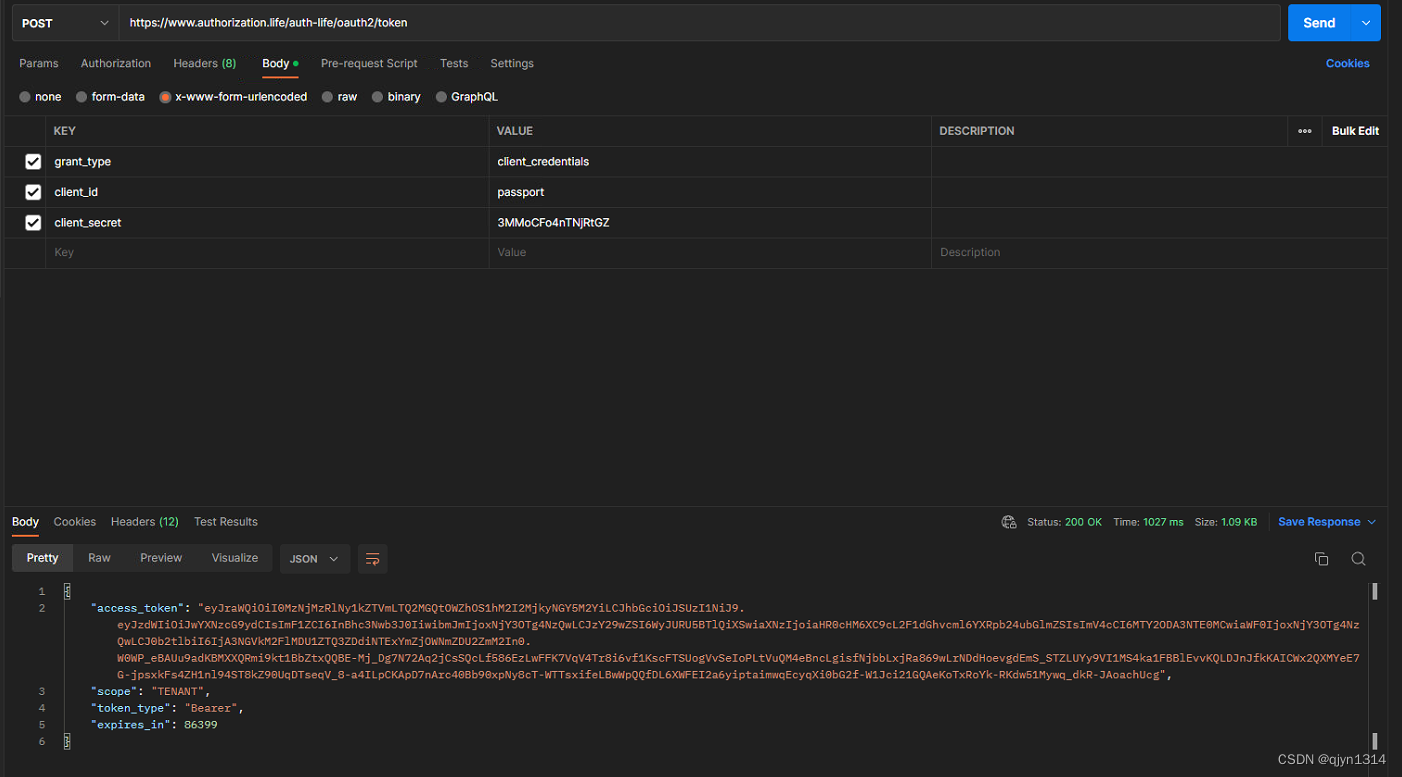 POST
https://www.authorization.life/auth-life/oauth2/token
Send
Params Authorization Headers (8) Body Pre-request Script Tests Settings Cookies
none form-data x-www-form-urlencoded raw binary GraphQL
KEY VALUE DESCRIPTION Bulk Edit
grant_type client_credentials
client_id passport
client_secret 3MMoCFo4nTNjRtGZ
Key Value Description
Body Cookies Headers (12) Test Results Status: 200 OK Time: 1027 ms Size: 1.09 KB Save Response
Pretty Raw Preview Visualize JSON
1 {
2 "access_token": "eyJraWQiOiI0MzNjMzRlNy1kZTVmLTQ2MGQtOWZhOS1hM2I2MjkyNGY5M2YiLCJhbGciOiJSUzI1NiJ9.
eyJzdWIiOiJwYXNzcG9ydCIsImF1ZCI6InBhc3Nwb3J0IiwibmJmIjoxNjY3OTg4NzQwLCJzY29wZSI6WyJURU5BTlQiXSwiaXNzIjoiaHR0cHM6XC9cL2F1dGhvcml6YXRpb24ubGlmZSIsImV4cCI6MTY2ODA3NTE0MCwiaWF0IjoxNjY3OTg4Nz
QwLCJ0b2tlbiI6IjA3NGVkM2FlMDU1ZTQ3ZDdiNTExYmZjOWNmZDU2ZmM2In0.
W0WP_eBAUu9adKBMXXQRmi9kt1BbZtxQQBE-Mj_Dg7N72Aq2jCsSQcLf586EzLwFFK7VqV4Tr8i6vf1KscFTSUogVvSeIoPLtVuQM4eBncLgisfNjbbLxjRa869wLrNDdHoevgdEmS_STZLUYy9VI1MS4ka1FBBlEvvKQLDJnJfkKAICWx2QXMYeE7
G-jpsxkFs4ZH1nl94ST8kZ90UqDTseqV_8-a4ILpCKApD7nArc40Bb90xpNy8cT-WTTsxifeLBwWpQQfDL6XWFEI2a6yiptaimwqEcyqXi0bG2f-W1Jci21GQAeKoTxRoYk-RKdw51Mywq_dkR-JAoachUcg",
3 "scope": "TENANT",
4 "token_type": "Bearer",
5 "expires_in": 86399
6 }
CSDN @qjyn1314